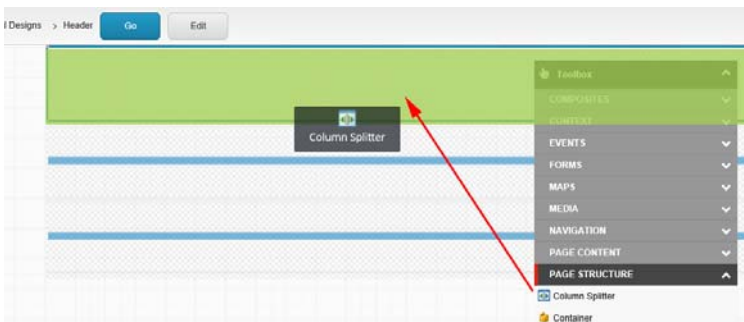 l Designs > Header Go Edit
Toolbox
COMPOSITES
CONTEXT
EVENTS
Column Splitter
FORMS
MAPS
MEDIA
NAVIGATION
PAGE CONTENT
PAGE STRUCTURE
Column Splitter
Container